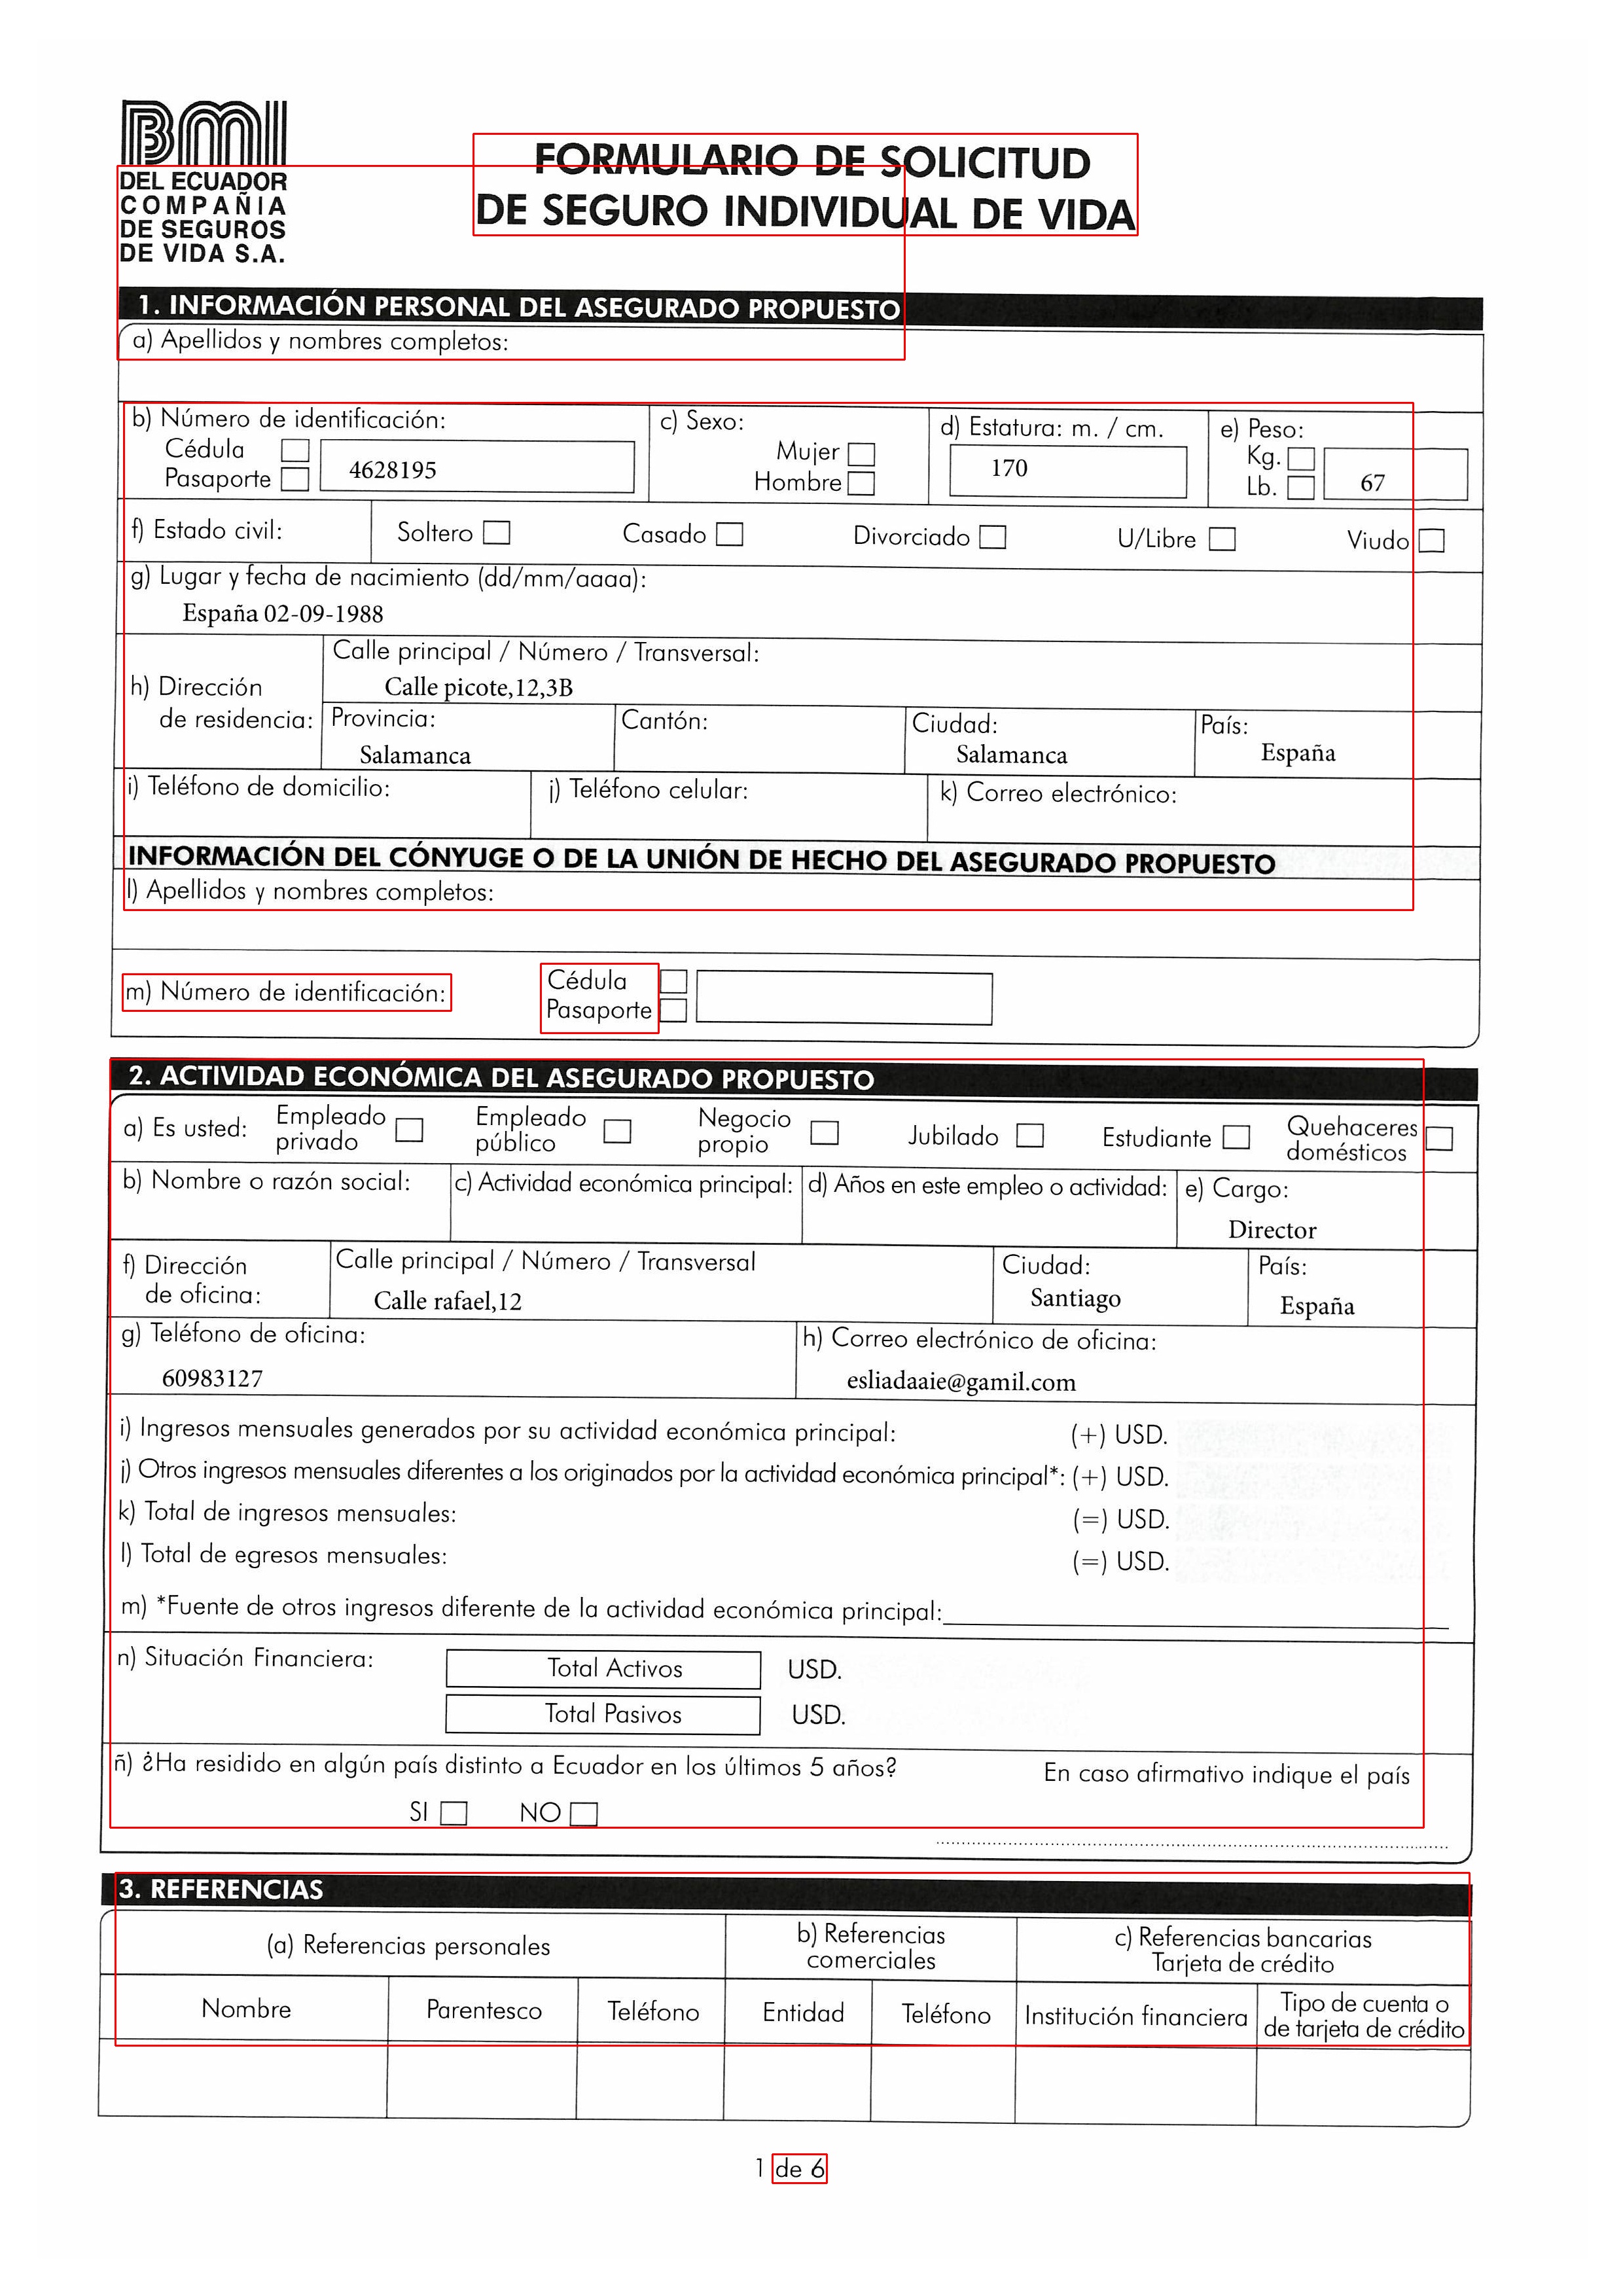 BMI
DEL ECUADOR
COMPAÑIA
DE SEGUROS
DE VIDA S.A.
FORMULARIO DE SOLICITUD
DE SEGURO INDIVIDUAL DE VIDA
1. INFORMACIÓN PERSONAL DEL ASEGURADO PROPUESTO
a) Apellidos y nombres completos:
b) Número de identificación:
Cédula
Pasaporte
4628195
c) Sexo:
Mujer
Hombre
d) Estatura: m. / cm.
170
e) Peso:
Kg.
Lb.
67
f) Estado civil: Soltero Casado Divorciado U/Libre Viudo
g) Lugar y fecha de nacimiento (dd/mm/aaaa):
España 02-09-1988
h) Dirección
de residencia:
Calle principal / Número / Transversal:
Calle picote,12,3B
Provincia:
Salamanca
Cantón:
Ciudad:
Salamanca
País:
España
i) Teléfono de domicilio:
j) Teléfono celular:
k) Correo electrónico:
INFORMACIÓN DEL CÓNYUGE O DE LA UNIÓN DE HECHO DEL ASEGURADO PROPUESTO
l) Apellidos y nombres completos:
m) Número de identificación:
Cédula
Pasaporte
2. ACTIVIDAD ECONÓMICA DEL ASEGURADO PROPUESTO
a) Es usted:
Empleado
privado
Empleado
público
Negocio
propio
Jubilado
Estudiante
Quehaceres
domésticos
b) Nombre o razón social:
c) Actividad económica principal:
d) Años en este empleo o actividad:
e) Cargo:
Director
f) Dirección
de oficina:
Calle principal / Número / Transversal
Calle rafael,12
Ciudad:
Santiago
País:
España
g) Teléfono de oficina:
60983127
h) Correo electrónico de oficina:
esliadaaie@gamil.com
i) Ingresos mensuales generados por su actividad económica principal: (+) USD.
j) Otros ingresos mensuales diferentes a los originados por la actividad económica principal*: (+) USD.
k) Total de ingresos mensuales: (=) USD.
l) Total de egresos mensuales: (=) USD.
m) *Fuente de otros ingresos diferente de la actividad económica principal:
n) Situación Financiera:
Total Activos USD.
Total Pasivos USD.
ñ) ¿Ha residido en algún país distinto a Ecuador en los últimos 5 años?
En caso afirmativo indique el país
SI NO
3. REFERENCIAS
(a) Referencias personales
b) Referencias
comerciales
c) Referencias bancarias
Tarjeta de crédito
Nombre
Parentesco
Teléfono
Entidad
Teléfono
Institución financiera
Tipo de cuenta o
de tarjeta de crédito
1 de 6